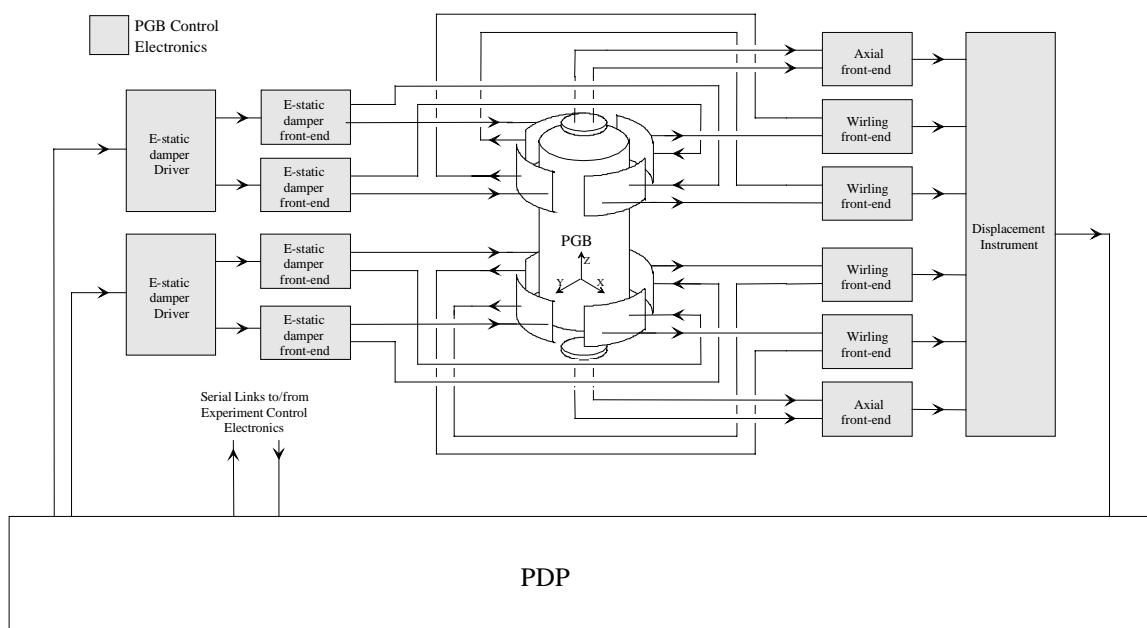 PGB Control
Electronics
E-static
damper
Driver
E-static
damper
front-end
E-static
damper
front-end
E-static
damper
Driver
E-static
damper
front-end
E-static
damper
front-end
PGB
Z
Y
X
Axial
front-end
Wirling
front-end
Wirling
front-end
Wirling
front-end
Wirling
front-end
Axial
front-end
Displacement
Instrument
Serial Links to/from
Experiment Control
Electronics
PDP